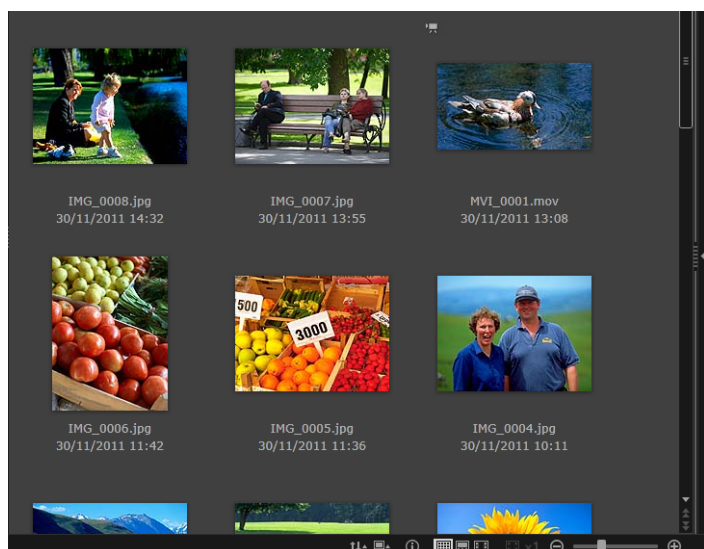 IMG_0008.jpg
30/11/2011 14:32
IMG_0007.jpg
30/11/2011 13:55
MVI_0001.mov
30/11/2011 13:08
500
3000
IMG_0006.jpg
30/11/2011 11:42
IMG_0005.jpg
30/11/2011 11:36
IMG_0004.jpg
30/11/2011 10:11
x1